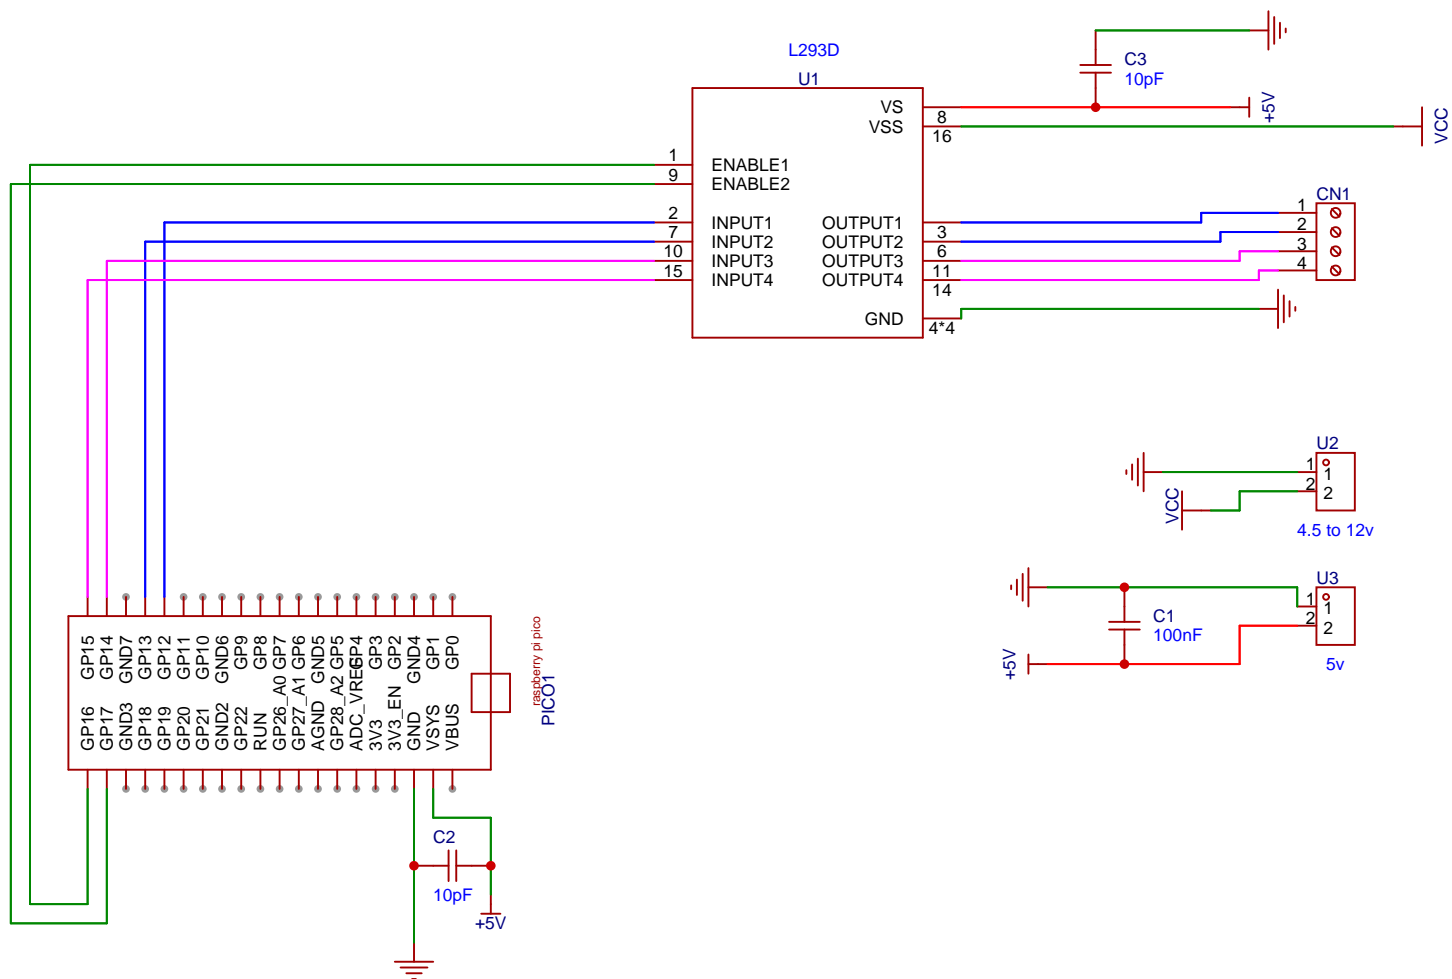 L293D
U1
C3
10pF
+5V
VCC
VS
8
VSS
16
1
ENABLE1
9
ENABLE2
2
INPUT1
7
INPUT2
10
INPUT3
15
INPUT4
OUTPUT1
3
OUTPUT2
6
OUTPUT3
11
OUTPUT4
14
GND
4*4
CN1
1
2
3
4
U2
1
1
2
2
VCC
4.5 to 12v
U3
1
1
2
2
C1
100nF
+5V
5v
GP15
GP14
GND7
GP13
GP12
GP11
GP10
GND6
GP9
GP8
GP7
GP6
GND5
GP5
GP4
GP3
GP2
GND4
GP1
GP0
GP16
GP17
GND3
GP18
GP19
GP20
GP21
GND2
GP22
RUN
GP26_A0
GP27_A1
AGND
GP28_A2
ADC_VREF
3V3
3V3_EN
GND
VSYS
VBUS
raspberry pi pico
PICO1
C2
10pF
+5V